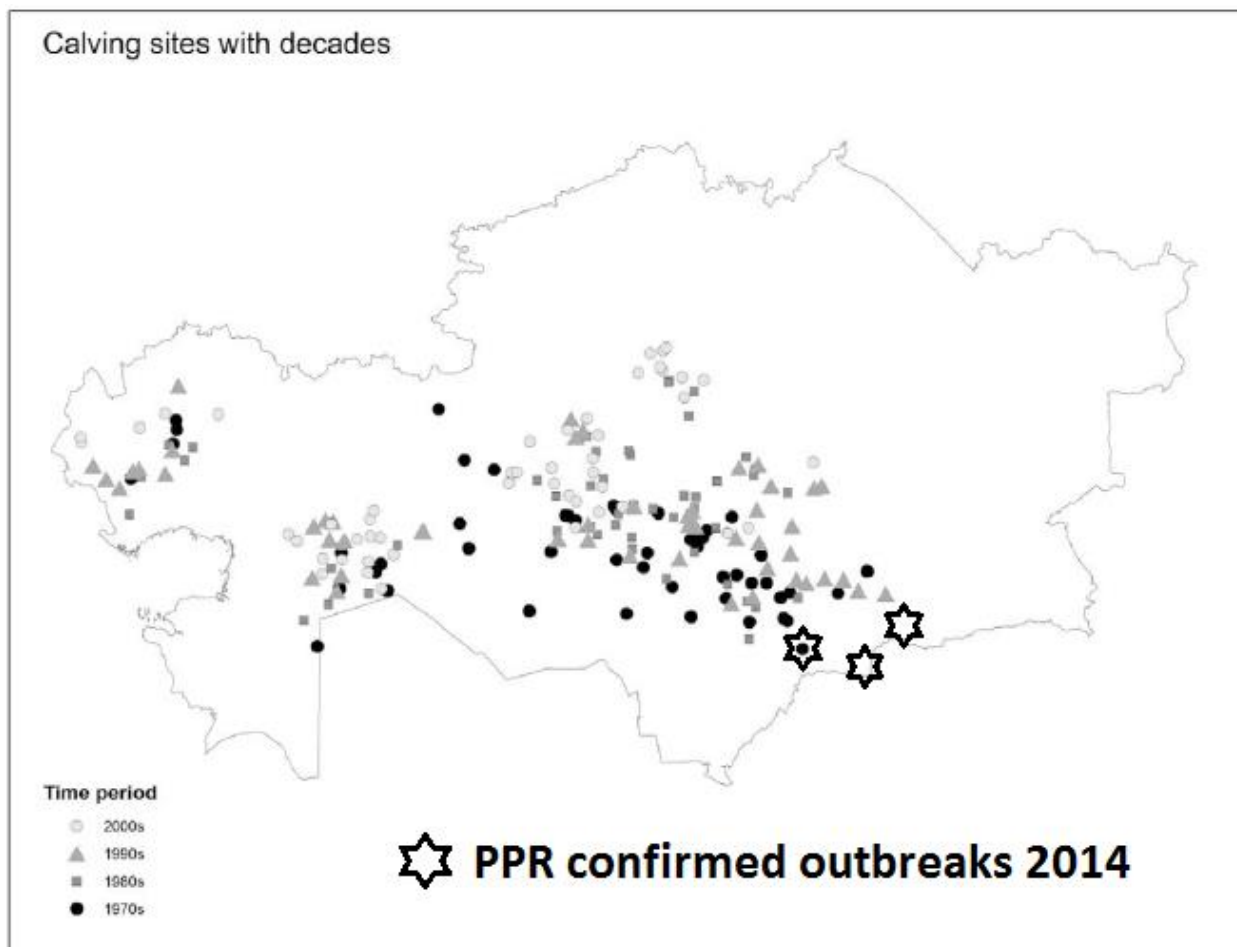 Calving sites with decades
Time period
2000s
1990s
1980s
1970s
PPR confirmed outbreaks 2014